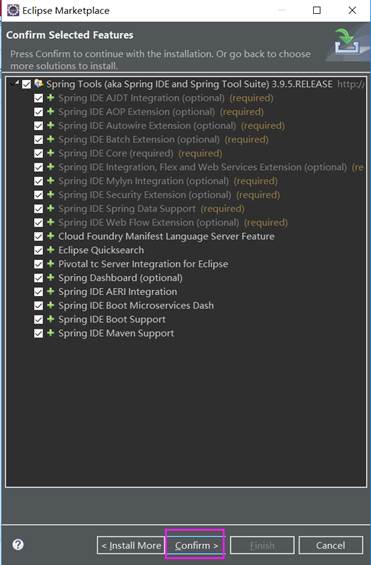 Eclipse Marketplace
Confirm Selected Features
Press Confirm to continue with the installation. Or go back to choose
more solutions to install.
Spring Tools (aka Spring IDE and Spring Tool Suite) 3.9.5.RELEASE http://
Spring IDE AJDT Integration (optional) (required)
Spring IDE AOP Extension (optional) (required)
Spring IDE Autowire Extension (optional) (required)
Spring IDE Batch Extension (optional) (required)
Spring IDE Core (required) (required)
Spring IDE Integration, Flex and Web Services Extension (optional) (re
Spring IDE Mylyn Integration (optional) (required)
Spring IDE Security Extension (optional) (required)
Spring IDE Spring Data Support (required)
Spring IDE Web Flow Extension (optional) (required)
Cloud Foundry Manifest Language Server Feature
Eclipse Quicksearch
Pivotal tc Server Integration for Eclipse
Spring Dashboard (optional)
Spring IDE AERI Integration
Spring IDE Boot Microservices Dash
Spring IDE Boot Support
Spring IDE Maven Support
? < Install More Confirm > Finish Cancel